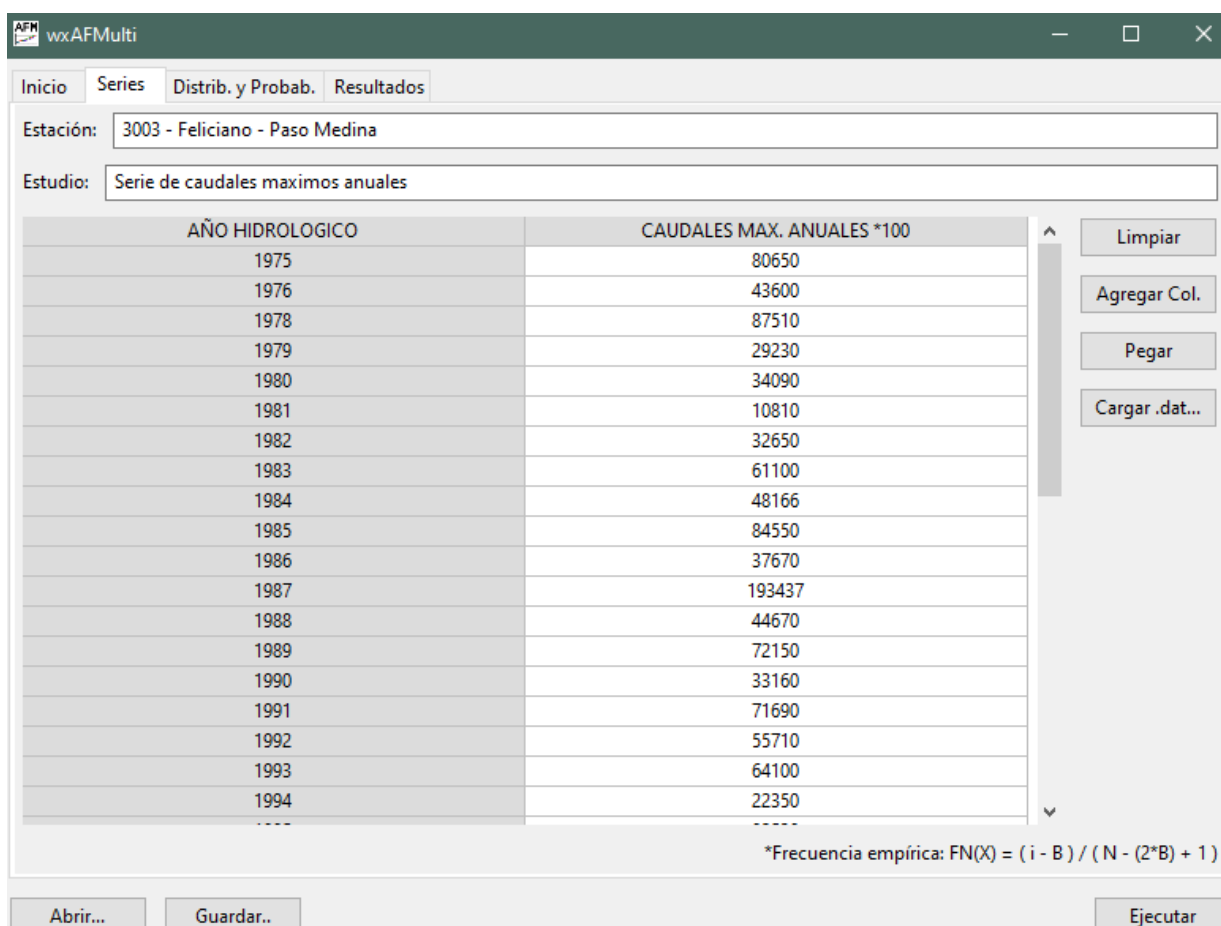 AFM wxAFMulti
Inicio Series Distrib. y Probab. Resultados
Estación: 3003 - Feliciano - Paso Medina
Estudio: Serie de caudales maximos anuales
AÑO HIDROLOGICO CAUDALES MAX. ANUALES *100 Limpiar
1975 80650
1976 43600 Agregar Col.
1978 87510
1979 29230 Pegar
1980 34090
1981 10810 Cargar .dat...
1982 32650
1983 61100
1984 48166
1985 84550
1986 37670
1987 193437
1988 44670
1989 72150
1990 33160
1991 71690
1992 55710
1993 64100
1994 22350
*Frecuencia empírica: FN(X) = ( i - B ) / ( N - (2*B) + 1 )
Abrir... Guardar.. Ejecutar